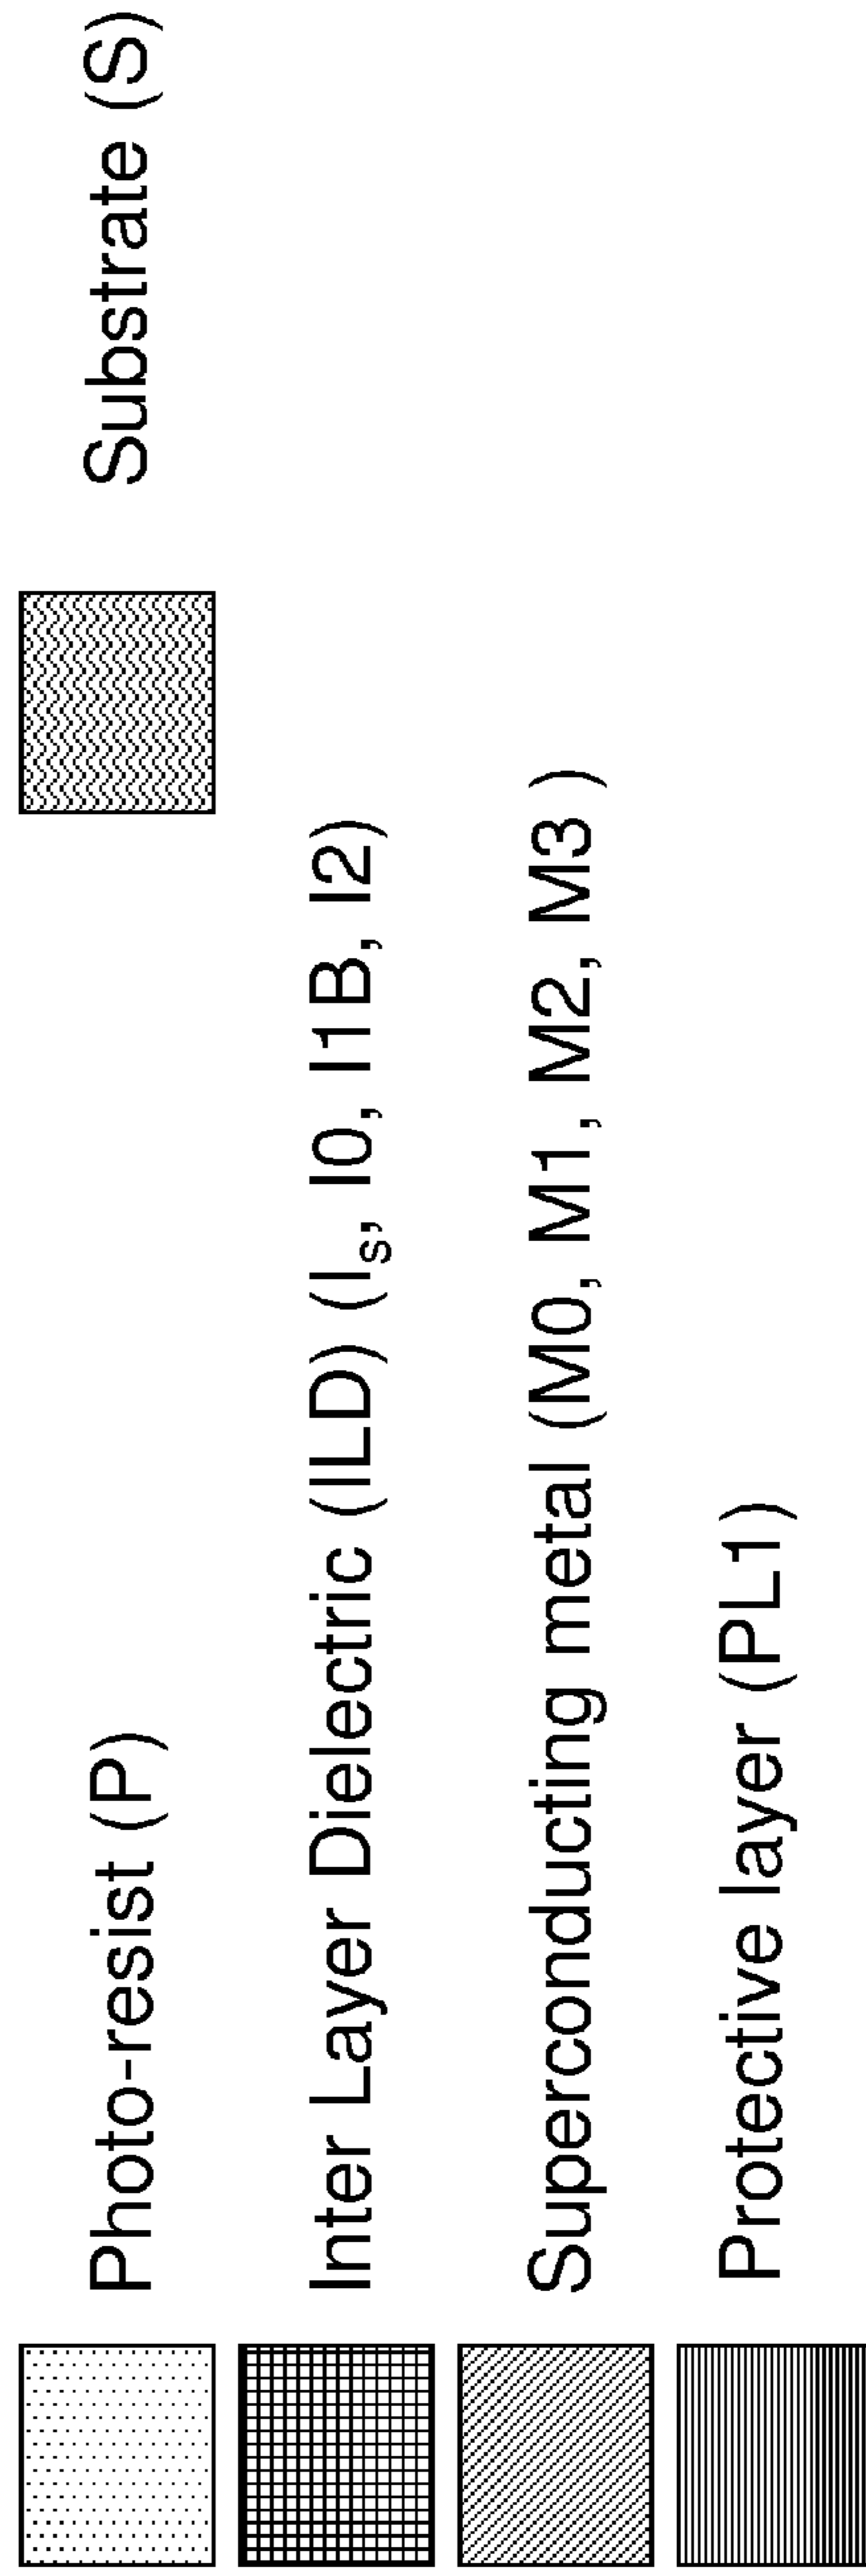 Photo-resist (P)
Substrate (S)
Inter Layer Dielectric (ILD) (Iₛ, I0, I1B, I2)
Superconducting metal (M0, M1, M2, M3 )
Protective layer (PL1)